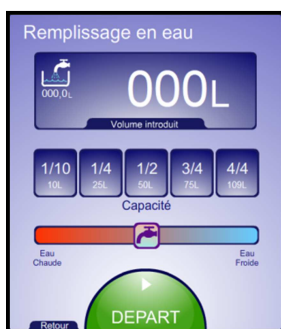 Remplissage en eau
000,0L
000L
Volume introduit
1/10 1/4 1/2 3/4 4/4
10L 25L 50L 75L 109L
Capacité
Eau Chaude
Eau Froide
DEPART
Retour